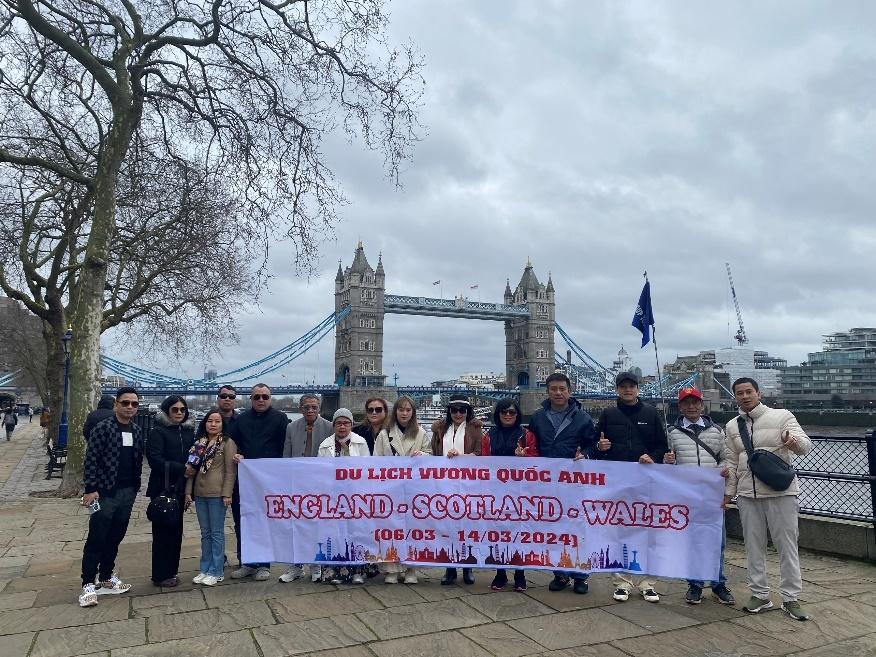 DU LỊCH VƯƠNG QUỐC ANH
ENGLAND - SCOTLAND - WALES
(06/03 - 14/03/2024)